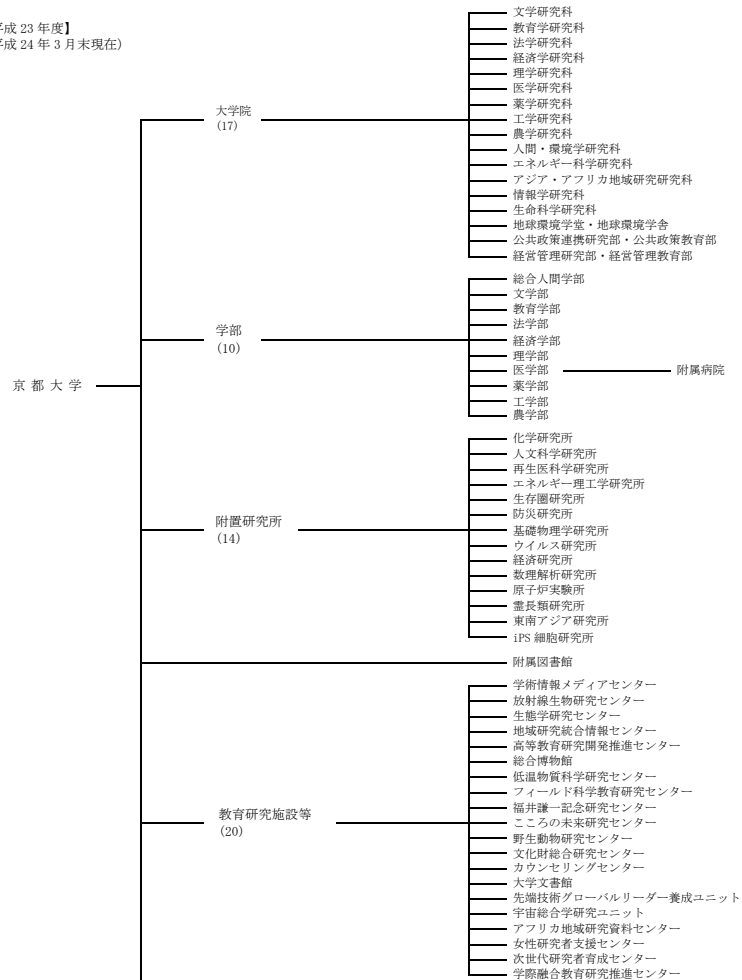 平成 23 年度】
平成 24 年 3 月末現在）
京 都 大 学
大学院
(17)
文学研究科
教育学研究科
法学研究科
経済学研究科
理学研究科
医学研究科
薬学研究科
工学研究科
農学研究科
人間・環境学研究科
エネルギー科学研究科
アジア・アフリカ地域研究研究科
情報学研究科
生命科学研究科
地球環境学堂・地球環境学舎
公共政策連携研究部・公共政策教育部
経営管理研究部・経営管理教育部
学部
(10)
総合人間学部
文学部
教育学部
法学部
経済学部
理学部
医学部
附属病院
薬学部
工学部
農学部
附置研究所
(14)
化学研究所
人文科学研究所
再生医科学研究所
エネルギー理工学研究所
生存圏研究所
防災研究所
基礎物理学研究所
ウイルス研究所
経済研究所
数理解析研究所
原子炉実験所
霊長類研究所
東南アジア研究所
iPS 細胞研究所
附属図書館
教育研究施設等
(20)
学術情報メディアセンター
放射線生物研究センター
生態学研究センター
地域研究統合情報センター
高等教育研究開発推進センター
総合博物館
低温物質科学研究センター
フィールド科学教育研究センター
福井謙一記念研究センター
こころの未来研究センター
野生動物研究センター
文化財総合研究センター
カウンセリングセンター
大学文書館
先端技術グローバルリーダー養成ユニット
宇宙総合学研究ユニット
アフリカ地域研究資料センター
女性研究者支援センター
次世代研究者育成センター
学際融合教育研究推進センター